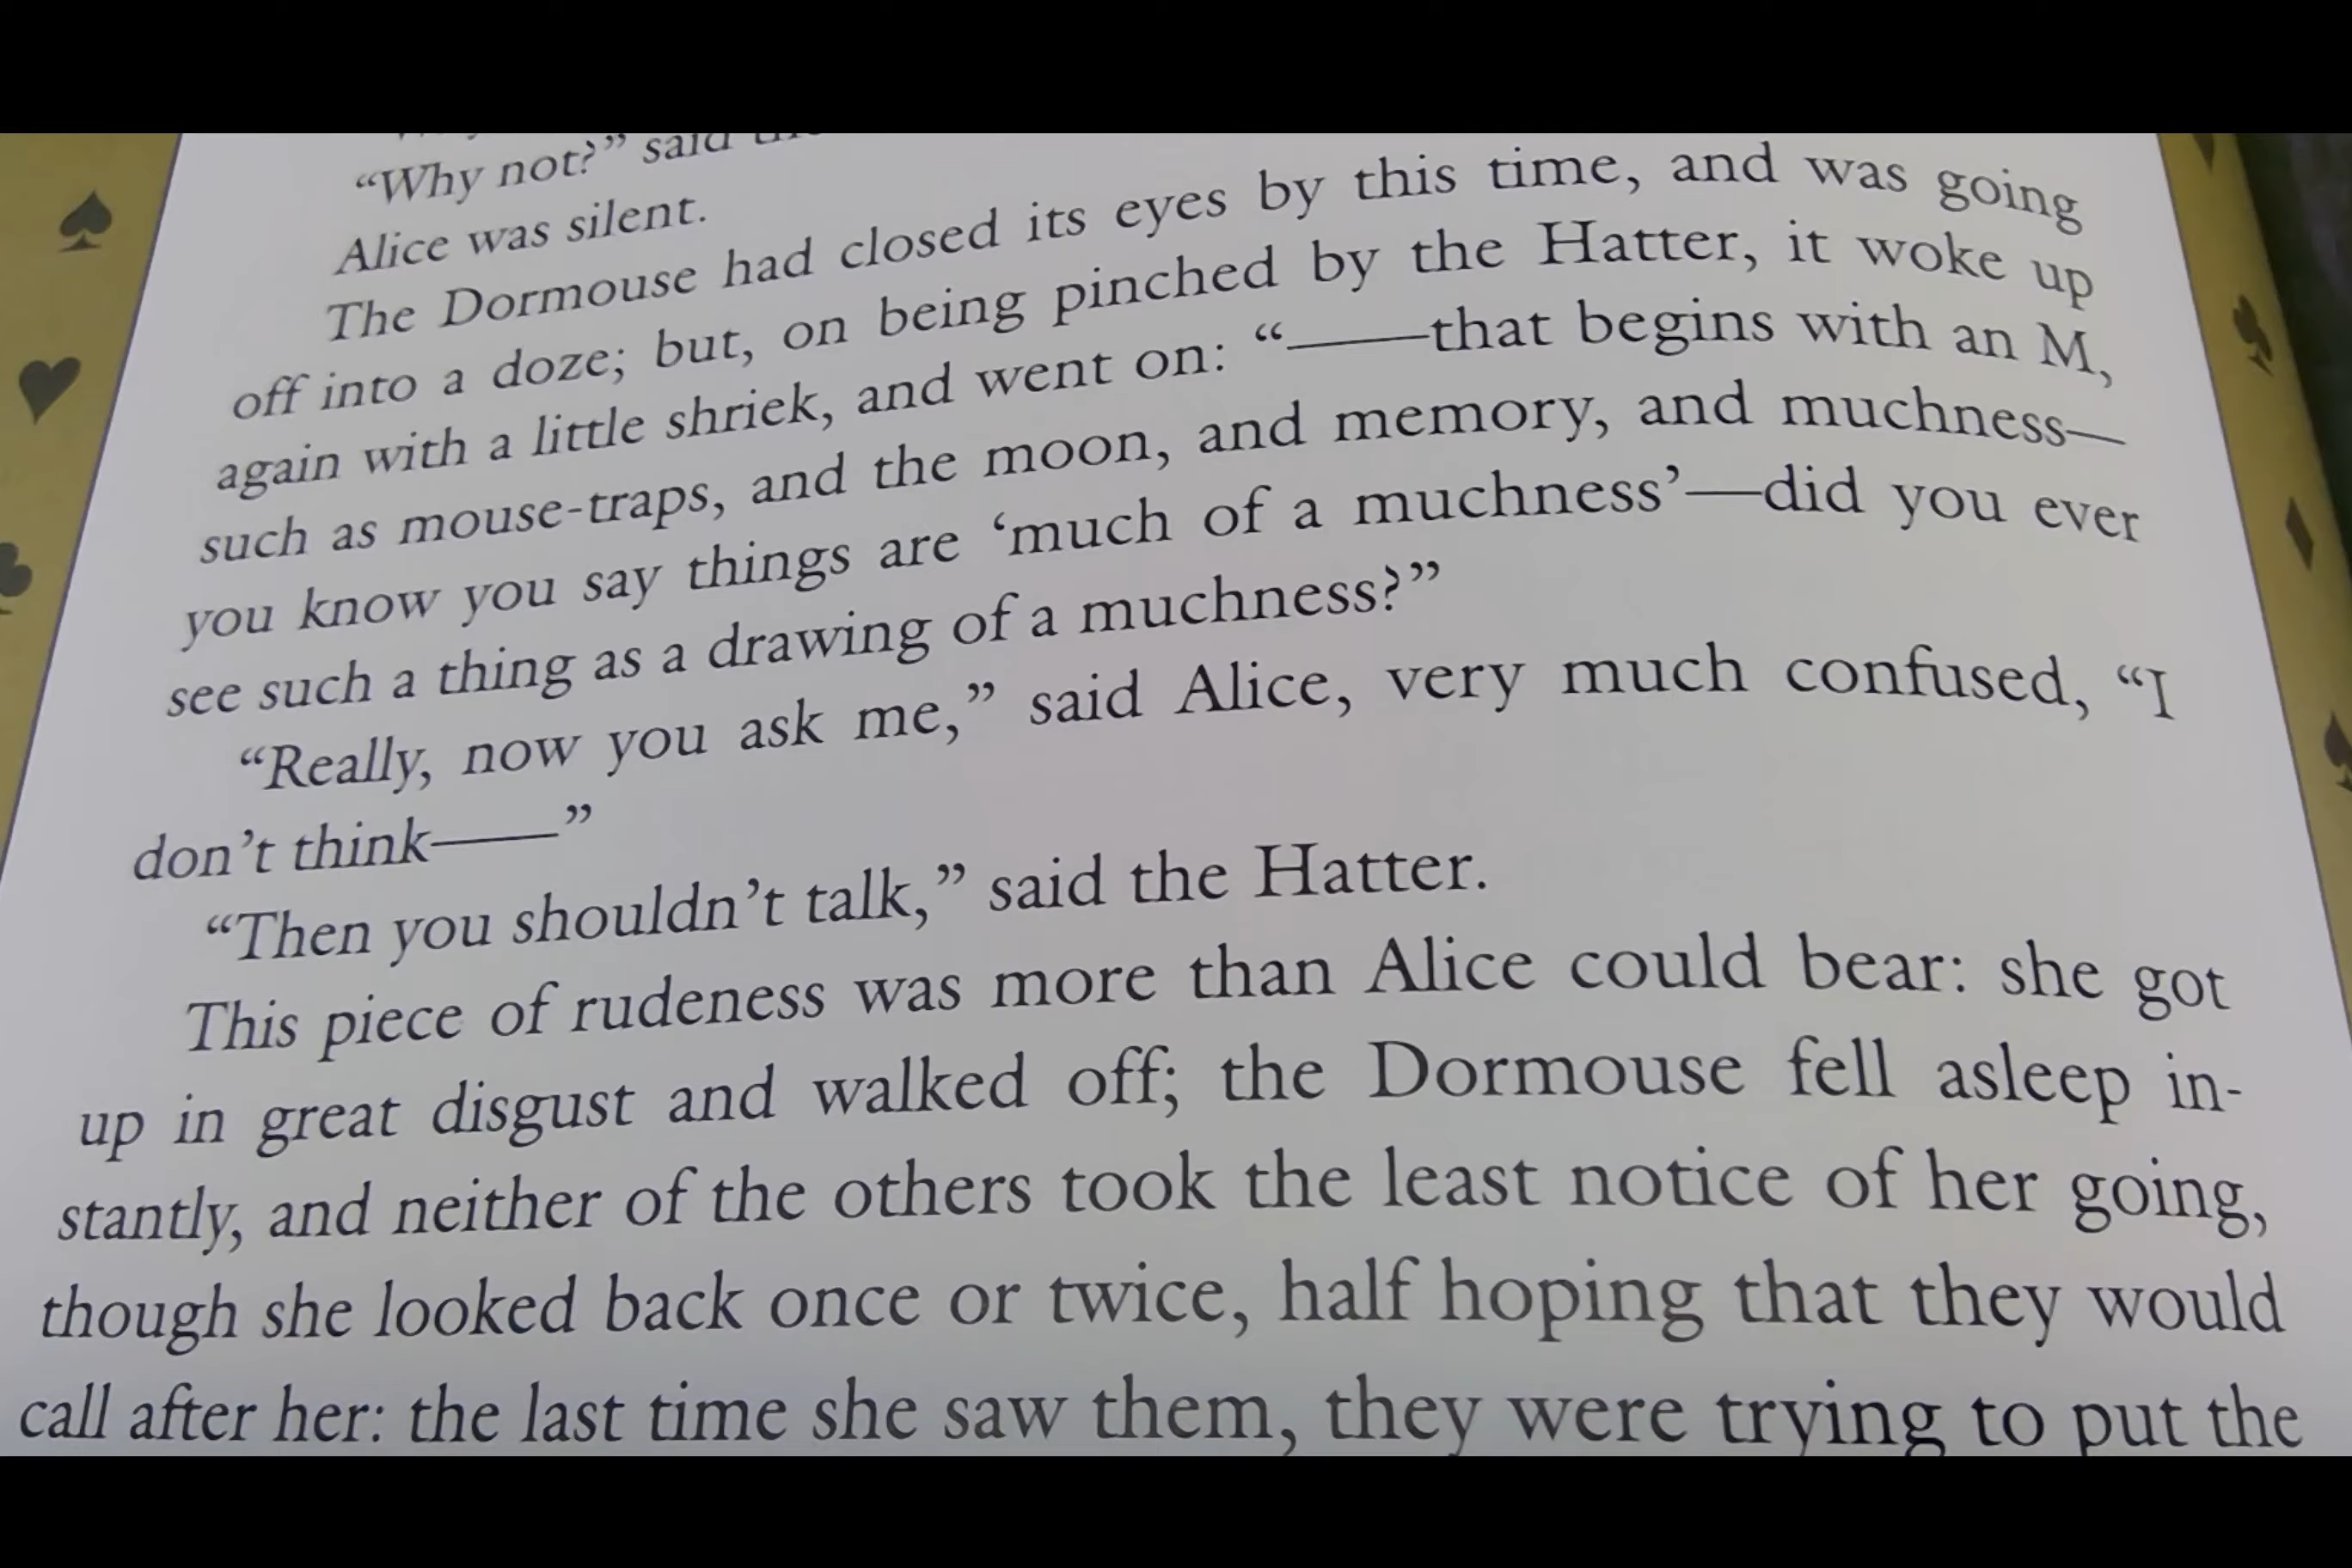 “Why not?” said
Alice was silent.
The Dormouse had closed its eyes by this time, and was going
off into a doze; but, on being pinched by the Hatter, it woke up
again with a little shriek, and went on: “——that begins with an M,
such as mouse-traps, and the moon, and memory, and muchness—
you know you say things are ‘much of a muchness’—did you ever
see such a thing as a drawing of a muchness?”
“Really, now you ask me,” said Alice, very much confused, “I
don’t think——”
“Then you shouldn’t talk,” said the Hatter.
This piece of rudeness was more than Alice could bear: she got
up in great disgust and walked off; the Dormouse fell asleep in-
stantly, and neither of the others took the least notice of her going,
though she looked back once or twice, half hoping that they would
call after her: the last time she saw them, they were trying to put the